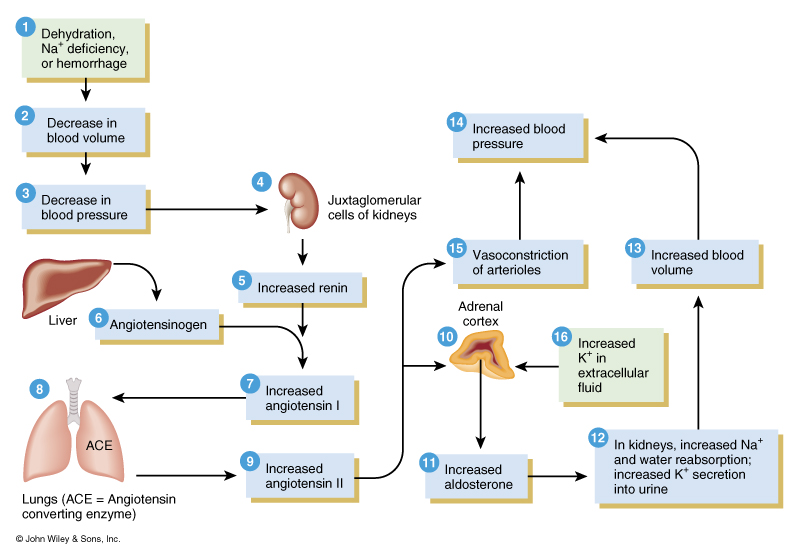 1
Dehydration,
Na+ deficiency,
or hemorrhage
2
Decrease in
blood volume
3
Decrease in
blood pressure
4
Juxtaglomerular
cells of kidneys
5
Increased renin
Liver
6
Angiotensinogen
7
Increased
angiotensin I
8
ACE
Lungs (ACE = Angiotensin
converting enzyme)
9
Increased
angiotensin II
Adrenal
cortex
10
11
Increased
aldosterone
12
In kidneys, increased Na+
and water reabsorption;
increased K+ secretion
into urine
13
Increased blood
volume
14
Increased blood
pressure
15
Vasoconstriction
of arterioles
16
Increased
K+ in
extracellular
fluid
© John Wiley & Sons, Inc.